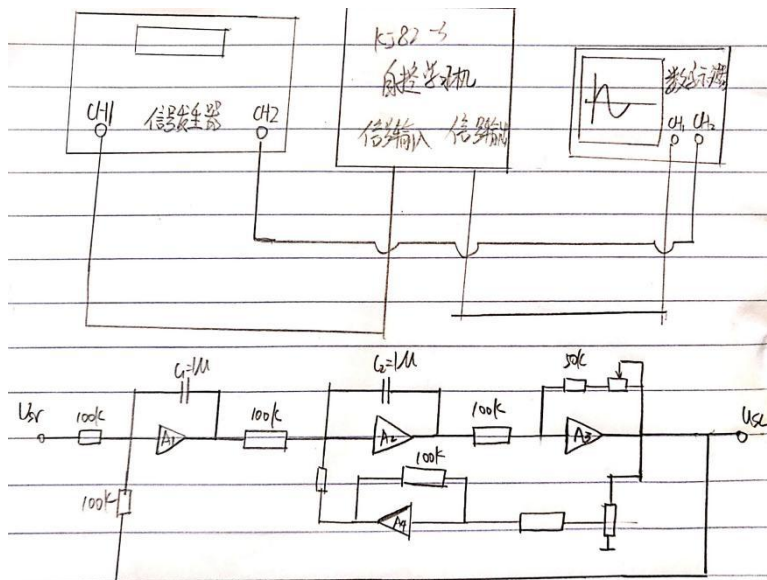 KJ82-3
自控学习机
数字示波器
CH1 信号发生器 CH2
信号输入 信号输出
CH1 CH2
C1=1M
C2=1M
50K
Usr
100K
A1
100K
A2
100K
A3
Usc
100K
100K
A4